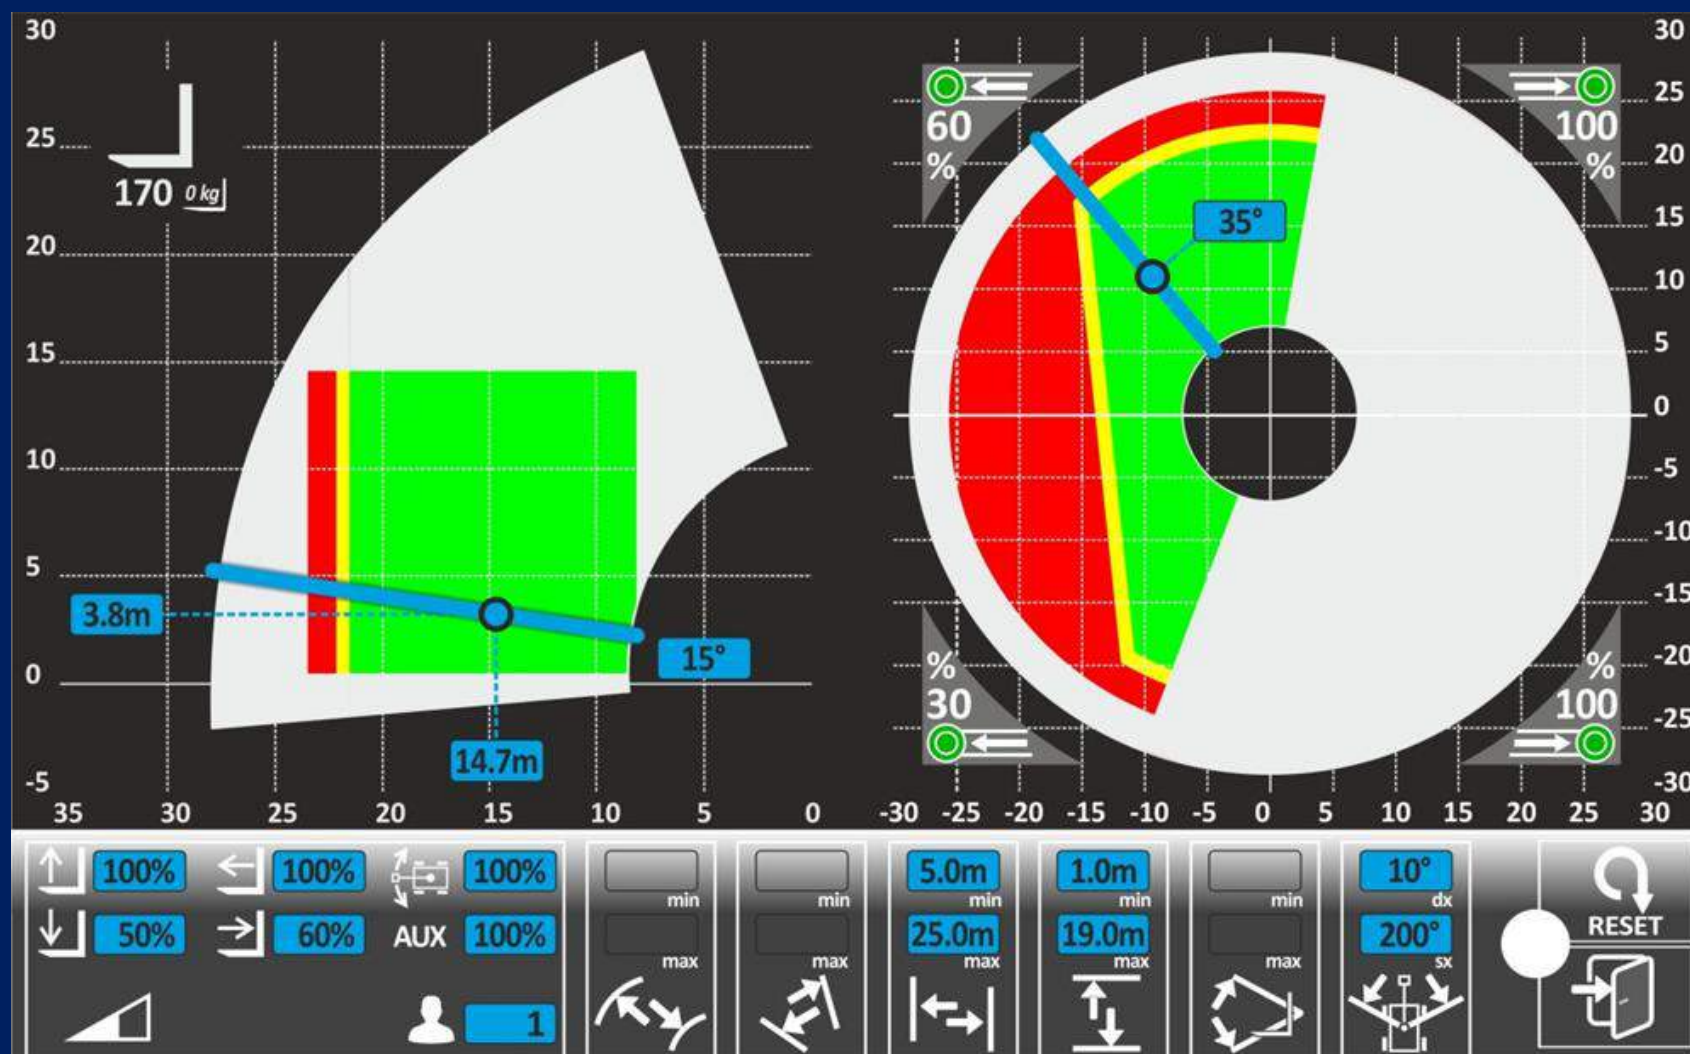 30
25
20
15
10
5
0
-5
35 30 25 20 15 10 5 0
170 0 kg
3.8m
15°
14.7m
60
%
100
%
35°
%
30
%
100
30
25
20
15
10
5
0
-5
-10
-15
-20
-25
-30
-30 -25 -20 -15 -10 -5 0 5 10 15 20 25 30
100% 100% 100%
50% 60% AUX 100%
1
min
max
min
max
5.0m
min
25.0m
max
1.0m
min
19.0m
max
min
max
10°
dx
200°
sx
RESET